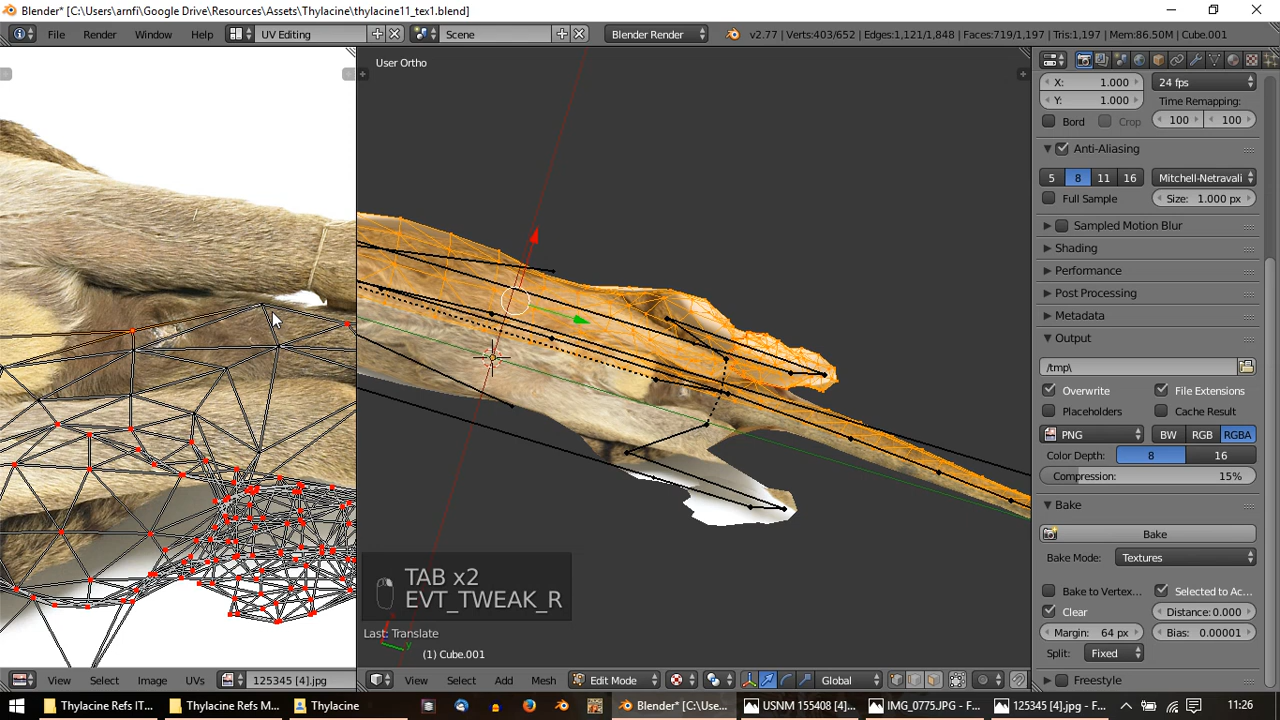 Blender* [C:\Users\arnfi\Google Drive\Resources\Assets\Thylacine\thylacine11_tex1.blend]
File Render Window Help UV Editing Scene Blender Render v2.77 | Verts:403/652 | Edges:1,121/1,848 | Faces:719/1,197 | Tris:1,197 | Mem:86.50M | Cube.001
User Ortho
X: 1.000 24 fps
Y: 1.000 Time Remapping:
Bord Crop 100 100
Anti-Aliasing
5 8 11 16 Mitchell-Netravali
Full Sample Size: 1.000 px
Sampled Motion Blur
Shading
Performance
Post Processing
Metadata
Output
/tmp\
Overwrite File Extensions
Placeholders Cache Result
PNG BW RGB RGBA
Color Depth: 8 16
Compression: 15%
Bake
Bake
Bake Mode: Textures
Bake to Vertex... Selected to Ac...
Clear Distance:0.000
Margin: 64 px Bias: 0.00001
Split: Fixed
Freestyle
TAB x2
EVT_TWEAK_R
Last: Translate
y
(1) Cube.001
View Select Image UVs 125345 [4].jpg View Select Add Mesh Edit Mode Global
Thylacine Refs IT... Thylacine Refs M... Thylacine Blender* [C:\Use... USNM 155408 [4]... IMG_0775.JPG - F... 125345 [4].jpg - F... 11:26